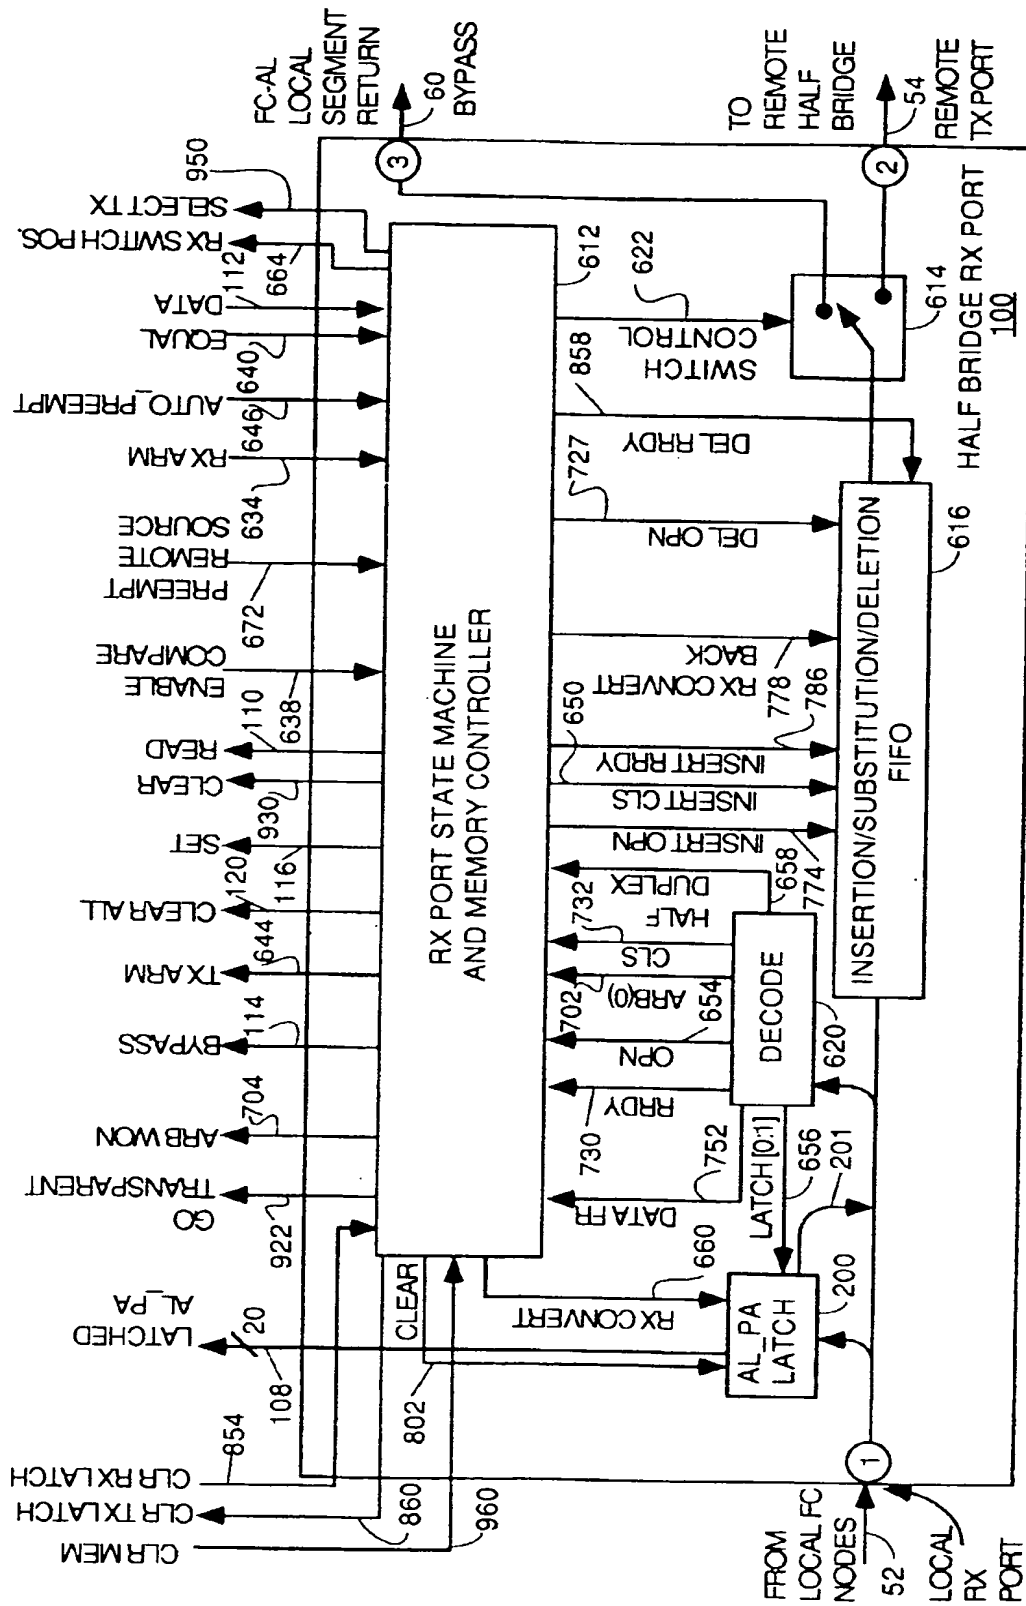 CLR MEM
CLR TX LATCH
CLR RX LATCH
LATCHED
AL_PA
GO
TRANSPARENT
ARB WON
BYPASS
TX ARM
CLEAR ALL
SET
CLEAR
READ
ENABLE
COMPARE
PREEMPT
REMOTE
SOURCE
RX ARM
AUTO_PREEMPT
EQUAL
DATA
RX SWITCH POS.
SELECT TX
960
860
854
108
20
922
704
114
644
120
116
930
110
638
672
634
646
640
112
664
950
FC-AL
LOCAL
SEGMENT
RETURN
60
BYPASS
3
RX PORT STATE MACHINE
AND MEMORY CONTROLLER
612
CLEAR
802
RX CONVERT
660
DATA FR
752
RRDY
730
OPN
654
ARB(0)
702
CLS
732
HALF
DUPLEX
658
INSERT OPN
774
INSERT CLS
650
INSERT RRDY
786
RX CONVERT
BACK
778
DEL OPN
727
DEL RRDY
858
SWITCH
CONTROL
622
614
TO
REMOTE
HALF
BRIDGE
2
54
REMOTE
TX PORT
AL_PA
LATCH
200
LATCH [0:1]
656
201
DECODE
620
INSERTION/SUBSTITUTION/DELETION
FIFO
616
HALF BRIDGE RX PORT
100
FROM
LOCAL FC
NODES
52
1
LOCAL
RX
PORT